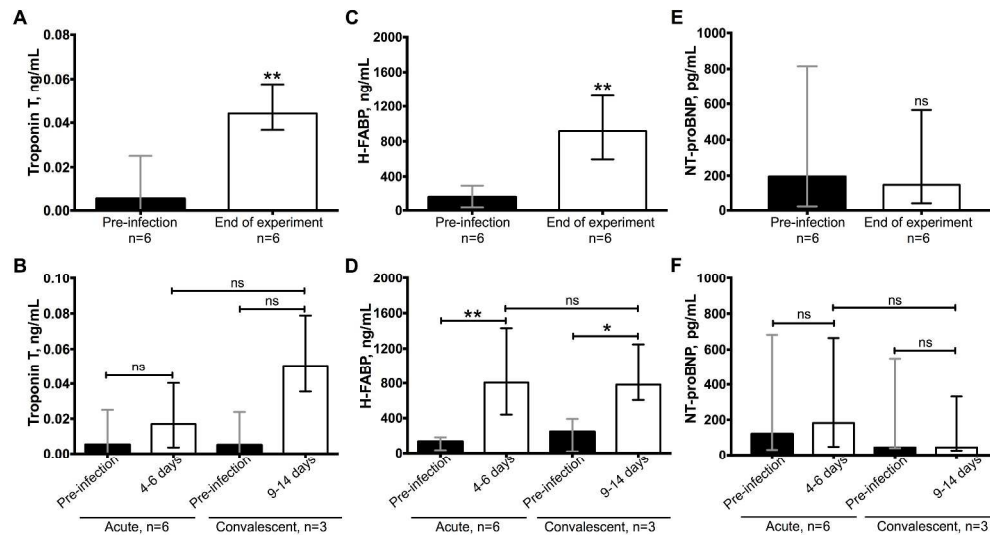 A
Troponin T, ng/mL
0.08
0.06
0.04
0.02
0.00
**
Pre-infection
n=6
End of experiment
n=6
C
H-FABP, ng/mL
2000
1600
1200
800
400
0
**
Pre-infection
n=6
End of experiment
n=6
E
NT-proBNP, pg/mL
1000
800
600
400
200
0
ns
Pre-infection
n=6
End of experiment
n=6
B
Troponin T, ng/mL
0.10
0.08
0.06
0.04
0.02
0.00
ns
ns
ns
Pre-infection
4-6 days
Pre-infection
9-14 days
Acute, n=6
Convalescent, n=3
D
H-FABP, ng/mL
2000
1600
1200
800
400
0
**
ns
*
Pre-infection
4-6 days
Pre-infection
9-14 days
Acute, n=6
Convalescent, n=3
F
NT-proBNP, pg/mL
1000
800
600
400
200
0
ns
ns
ns
Pre-infection
4-6 days
Pre-infection
9-14 days
Acute, n=6
Convalescent, n=3